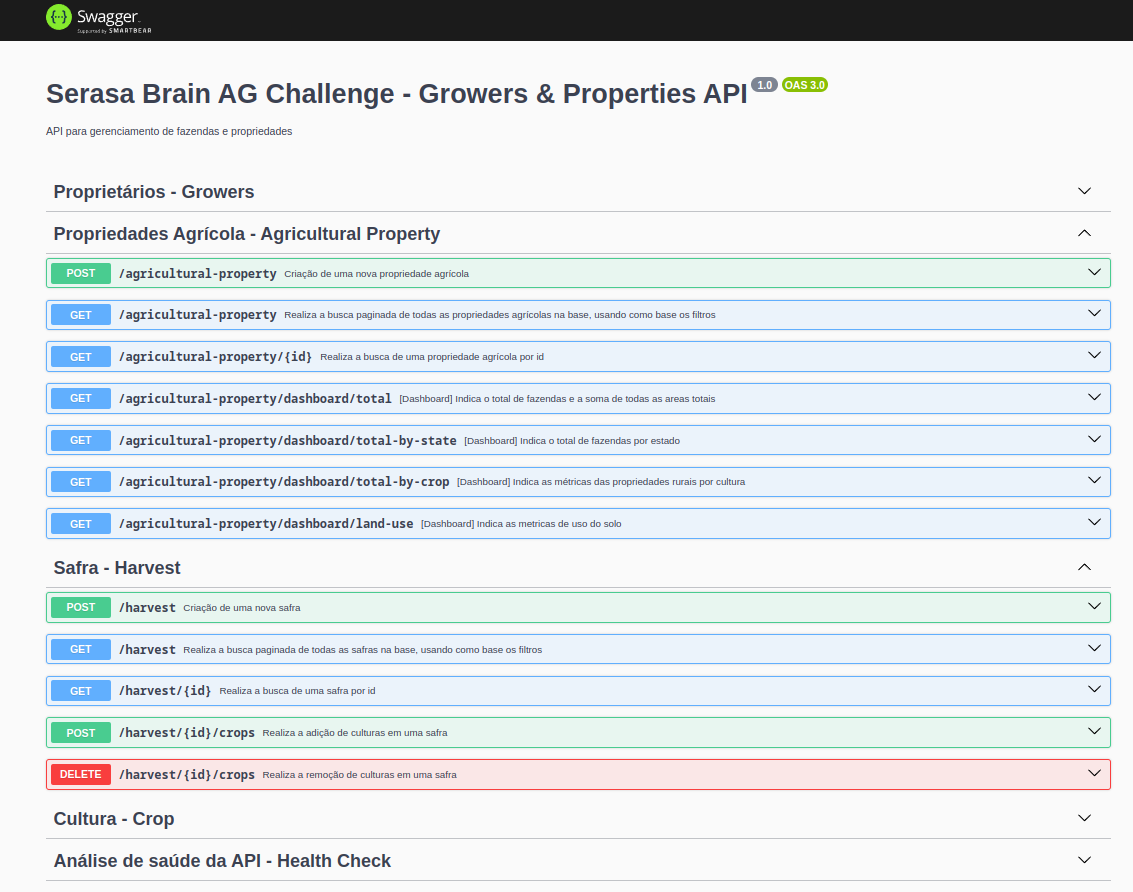 Swagger
Supported by SMARTBEAR
Serasa Brain AG Challenge - Growers & Properties API 1.0 OAS 3.0
API para gerenciamento de fazendas e propriedades
Proprietários - Growers
Propriedades Agrícola - Agricultural Property
POST /agricultural-property Criação de uma nova propriedade agrícola
GET /agricultural-property Realiza a busca paginada de todas as propriedades agrícolas na base, usando como base os filtros
GET /agricultural-property/{id} Realiza a busca de uma propriedade agrícola por id
GET /agricultural-property/dashboard/total [Dashboard] Indica o total de fazendas e a soma de todas as areas totais
GET /agricultural-property/dashboard/total-by-state [Dashboard] Indica o total de fazendas por estado
GET /agricultural-property/dashboard/total-by-crop [Dashboard] Indica as métricas das propriedades rurais por cultura
GET /agricultural-property/dashboard/land-use [Dashboard] Indica as metricas de uso do solo
Safra - Harvest
POST /harvest Criação de uma nova safra
GET /harvest Realiza a busca paginada de todas as safras na base, usando como base os filtros
GET /harvest/{id} Realiza a busca de uma safra por id
POST /harvest/{id}/crops Realiza a adição de culturas em uma safra
DELETE /harvest/{id}/crops Realiza a remoção de culturas em uma safra
Cultura - Crop
Análise de saúde da API - Health Check